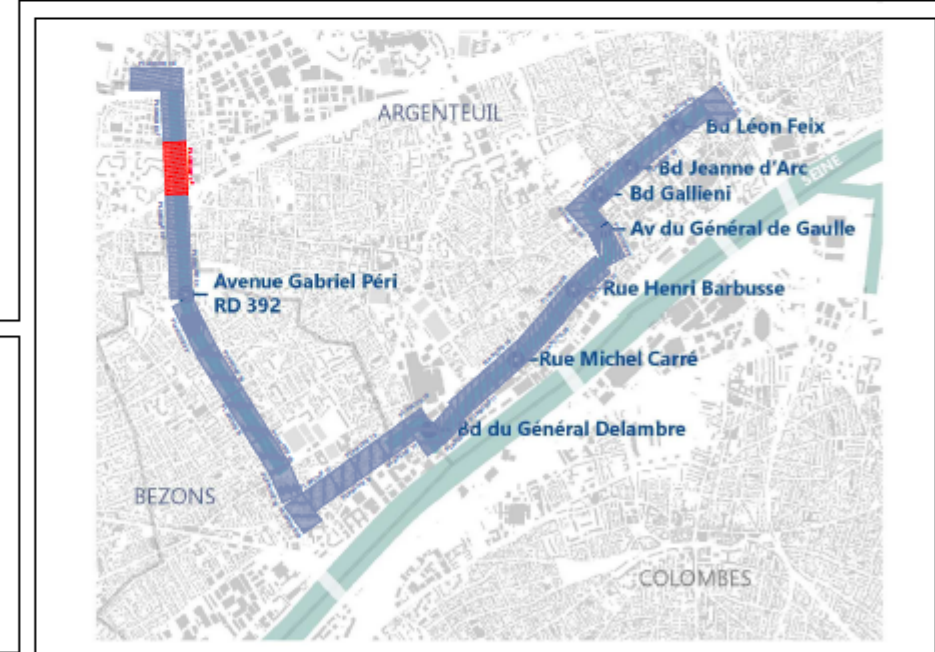 ARGENTEUIL
Bd Léon Feix
Bd Jeanne d'Arc
SEINE
Bd Gallieni
Av du Général de Gaulle
Avenue Gabriel Péri
RD 392
Rue Henri Barbusse
Rue Michel Carré
Bd du Général Delambre
BEZONS
COLOMBES